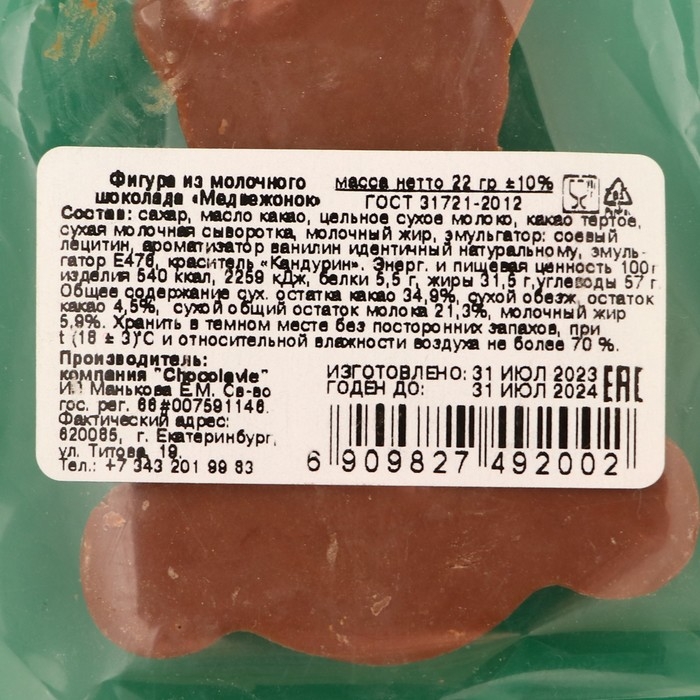 Фигура из молочного
шоколада «Медвежонок»
масса нетто 22 гр ±10%
ГОСТ 31721-2012
Состав: сахар, масло какао, цельное сухое молоко, какао тертое,
сухая молочная сыворотка, молочный жир, эмульгатор: соевый
лецитин, ароматизатор ванилин идентичный натуральному, эмуль-
гатор Е476, краситель «Кандурин». Энерг. и пищевая ценность 100г
изделия 540 ккал, 2259 кДж, белки 5,5 г, жиры 31,5 г,углеводы 57 г.
Общее содержание сух. остатка какао 34,9%, сухой обезж. остаток
какао 4,5%, сухой общий остаток молока 21,3%, молочный жир
5,9%. Хранить в темном месте без посторонних запахов, при
t (18 ± 3)°С и относительной влажности воздуха не более 70 %.
Производитель:
компания "Chocolavie"
ИП Манькова Е.М. Св-во
гос. рег. 66#007591146.
Фактический адрес:
620085, г. Екатеринбург,
ул. Титова, 19.
Тел.: +7 343 201 99 83
ИЗГОТОВЛЕНО: 31 ИЮЛ 2023
ГОДЕН ДО: 31 ИЮЛ 2024
EAC
6 909827 492002